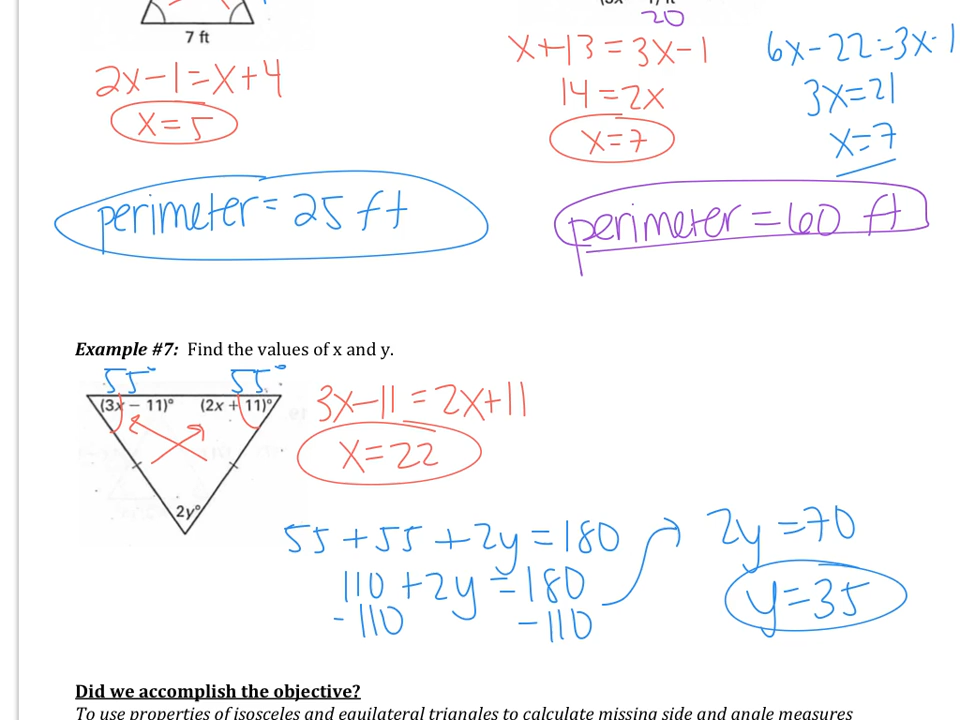 7 ft
20
2x-1=x+4
x=5
x+13=3x-1
14=2x
x=7
6x-22=3x-1
3x=21
x=7
perimeter=25 ft
perimeter=60 ft
Example #7: Find the values of x and y.
55° 55°
(3x − 11)° (2x + 11)°
2y°
3x-11=2x+11
x=22
55+55+2y=180
110+2y=180
-110 -110
2y=70
y=35
Did we accomplish the objective?
To use properties of isosceles and equilateral triangles to calculate missing side and angle measures